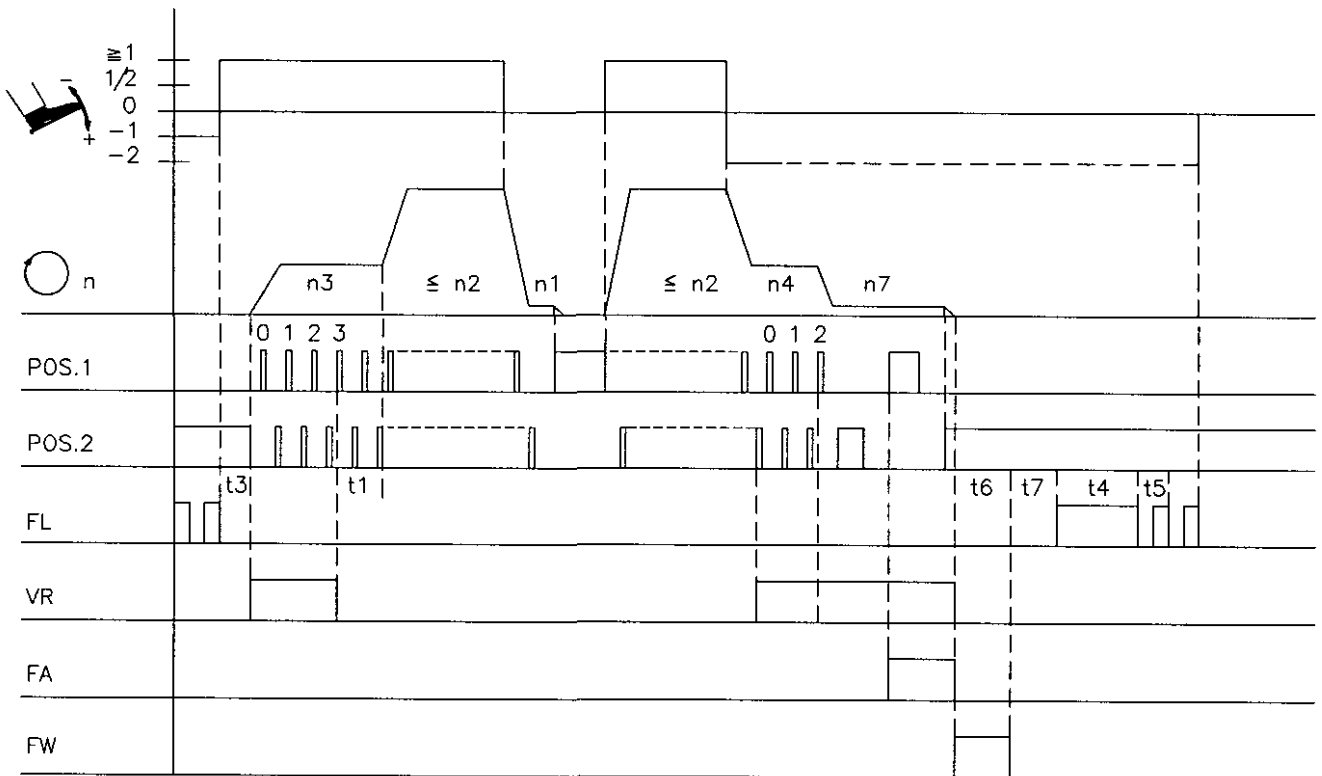 ≧1
1/2
−
0
−1
+
−2
n
n3
≦ n2
n1
≦ n2
n4
n7
0 1 2 3
0 1 2
POS.1
POS.2
t3
t1
t6
t7
t4
t5
FL
VR
FA
FW